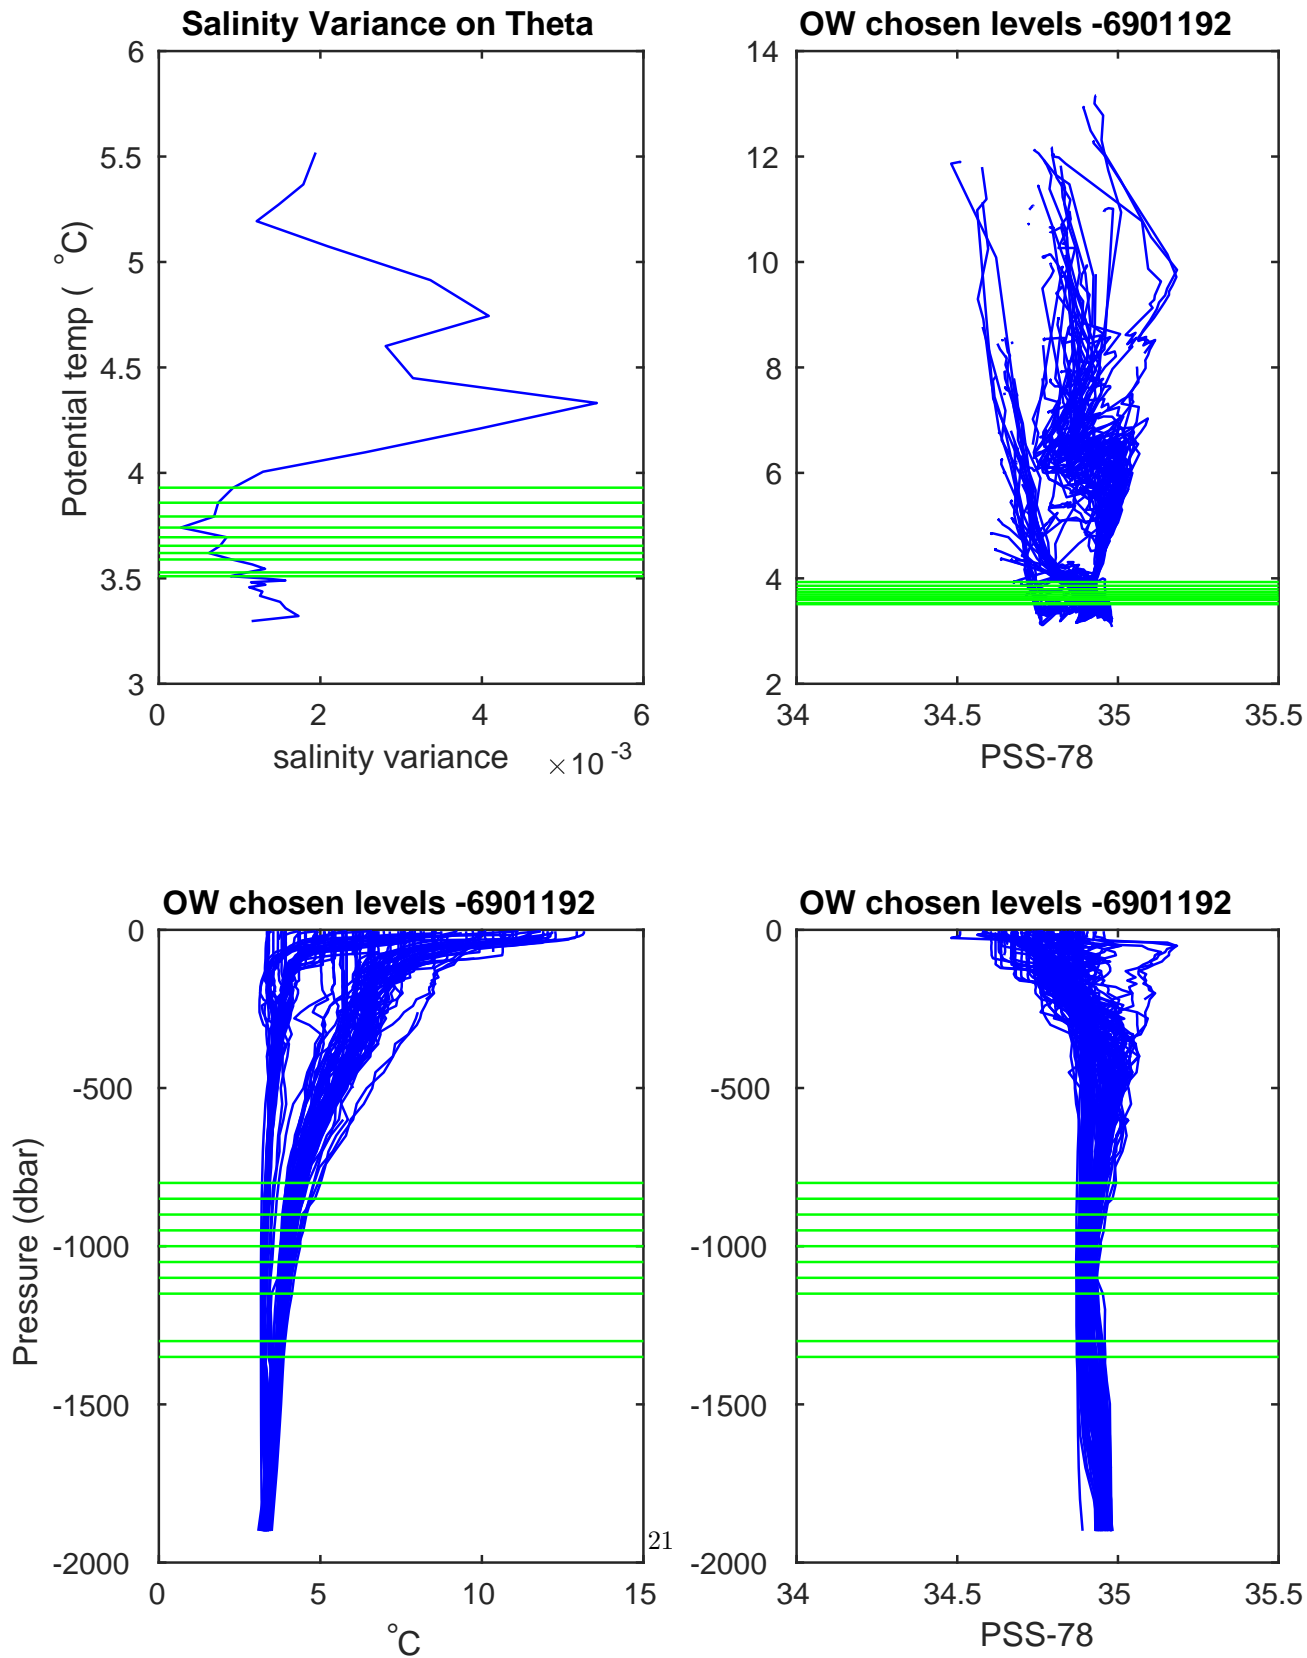 Salinity Variance on Theta
6
5.5
5
4.5
4
3.5
3
Potential temp ( °C)
0 2 4 6
salinity variance ×10 -3
OW chosen levels -6901192
14
12
10
8
6
4
2
34 34.5 35 35.5
PSS-78
OW chosen levels -6901192
0
-500
-1000
-1500
-2000
Pressure (dbar)
0 5 10 15
°C
OW chosen levels -6901192
0
-500
-1000
-1500
-2000
34 34.5 35 35.5
PSS-78
21